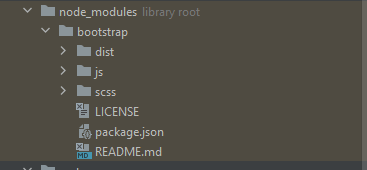 node_modules library root
bootstrap
dist
js
scss
LICENSE
package.json
README.md